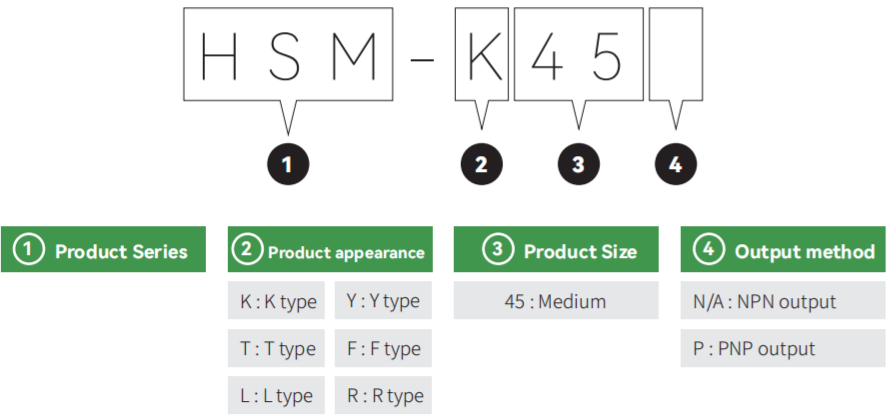 HSM-K45
1 2 3 4
1 Product Series
2 Product appearance
3 Product Size
4 Output method
K : K type Y : Y type 45 : Medium N/A : NPN output
T : T type F : F type P : PNP output
L : L type R : R type